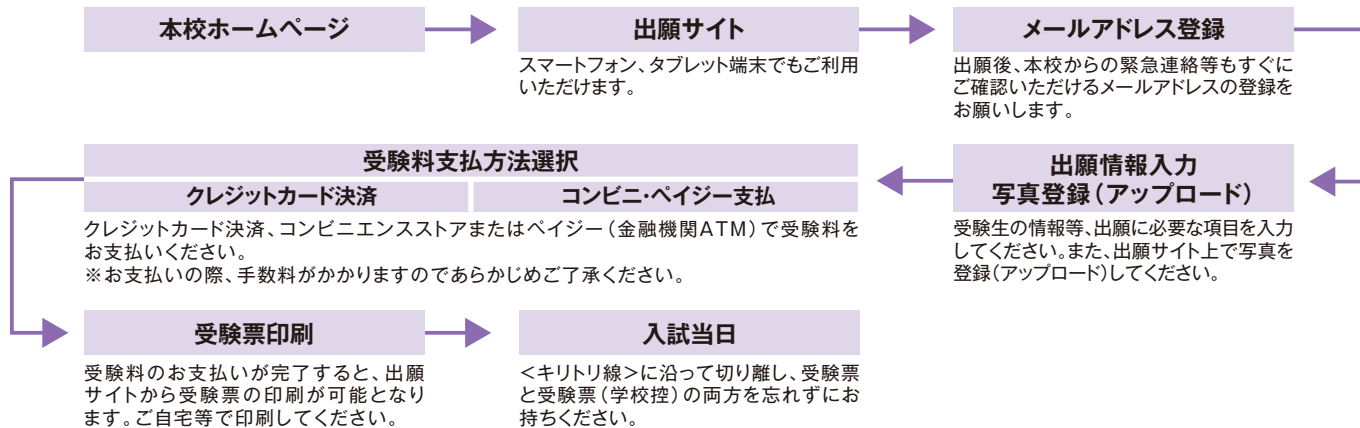 本校ホームページ
出願サイト
スマートフォン、タブレット端末でもご利用
いただけます。
メールアドレス登録
出願後、本校からの緊急連絡等もすぐに
ご確認いただけるメールアドレスの登録を
お願いします。
出願情報入力
写真登録(アップロード)
受験生の情報等、出願に必要な項目を入力
してください。また、出願サイト上で写真を
登録(アップロード)してください。
受験料支払方法選択
クレジットカード決済
コンビニ・ペイジー支払
クレジットカード決済、コンビニエンスストアまたはペイジー(金融機関ATM)で受験料を
お支払いください。
※お支払いの際、手数料がかかりますのであらかじめご了承ください。
受験票印刷
受験料のお支払いが完了すると、出願
サイトから受験票の印刷が可能となり
ます。ご自宅等で印刷してください。
入試当日
<キリトリ線>に沿って切り離し、受験票
と受験票(学校控)の両方を忘れずにお
持ちください。